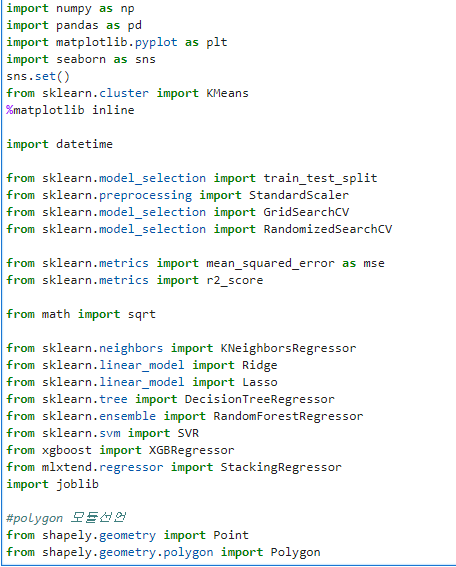 import numpy as np
import pandas as pd
import matplotlib.pyplot as plt
import seaborn as sns
sns.set()
from sklearn.cluster import KMeans
%matplotlib inline
import datetime
from sklearn.model_selection import train_test_split
from sklearn.preprocessing import StandardScaler
from sklearn.model_selection import GridSearchCV
from sklearn.model_selection import RandomizedSearchCV
from sklearn.metrics import mean_squared_error as mse
from sklearn.metrics import r2_score
from math import sqrt
from sklearn.neighbors import KNeighborsRegressor
from sklearn.linear_model import Ridge
from sklearn.linear_model import Lasso
from sklearn.tree import DecisionTreeRegressor
from sklearn.ensemble import RandomForestRegressor
from sklearn.svm import SVR
from xgboost import XGBRegressor
from mlxtend.regressor import StackingRegressor
import joblib
#polygon 모듈선언
from shapely.geometry import Point
from shapely.geometry.polygon import Polygon